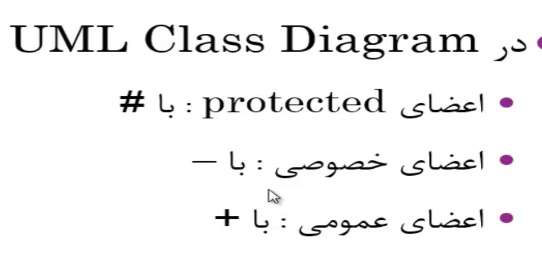 در UML Class Diagram
اعضای protected : با #
اعضای خصوصی : با –
اعضای عمومی : با +